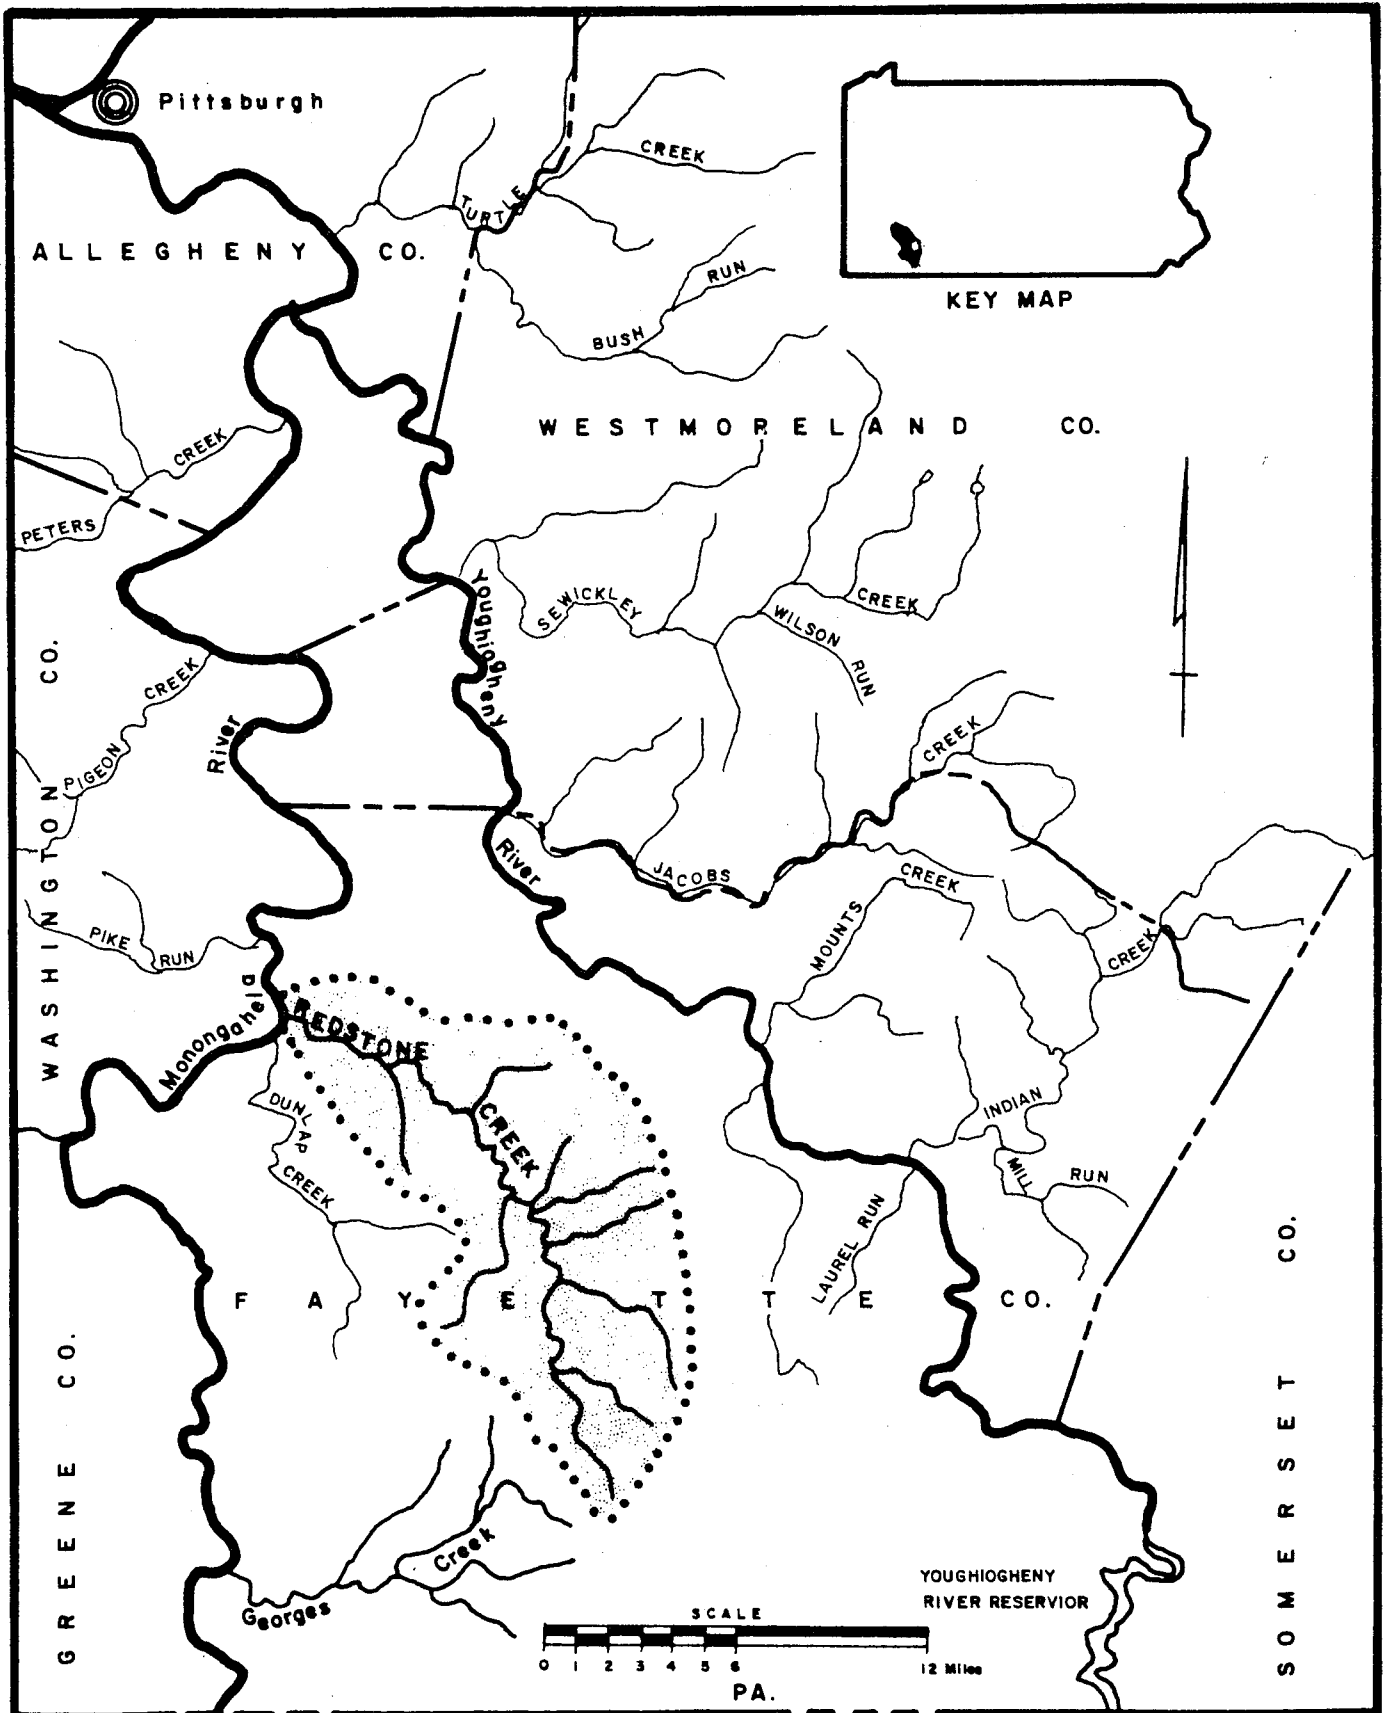 Pittsburgh
CREEK
TURTLE
ALLEGHENY CO.
RUN
BUSH
KEY MAP
WESTMORELAND CO.
CREEK
PETERS
Youghiogheny
SEWICKLEY
CREEK
WILSON
RUN
WASHINGTON CO.
CREEK
PIGEON
River
CREEK
River
JACOBS
CREEK
MOUNTS
CREEK
PIKE
RUN
Monongahela
REDSTONE
CREEK
DUNLAP
CREEK
INDIAN
MILL
RUN
LAUREL RUN
FAYETTE CO.
GREENE CO.
SOMERSET CO.
Creek
Georges
YOUGHIOGHENY
RIVER RESERVIOR
SCALE
0 1 2 3 4 5 6 12 Miles
PA.